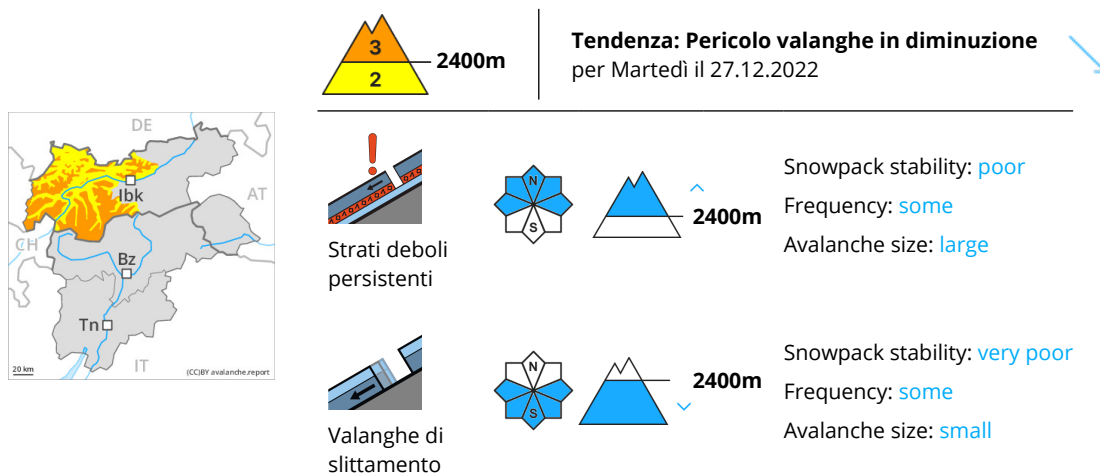 3
2
2400m
Tendenza: Pericolo valanghe in diminuzione
per Martedì il 27.12.2022
DE
AT
CH
IT
Ibk
Bz
Tn
20 km
(CC)BY avalanche.report
N
S
2400m
Strati deboli
persistenti
Snowpack stability: poor
Frequency: some
Avalanche size: large
N
S
2400m
Valanghe di
slittamento
Snowpack stability: very poor
Frequency: some
Avalanche size: small